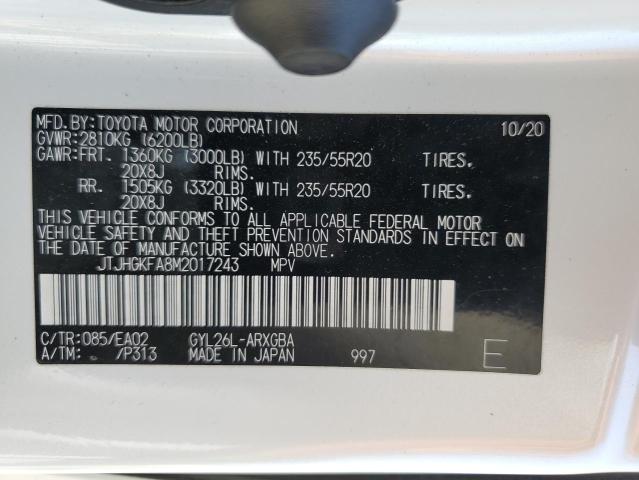 MFD.BY:TOYOTA MOTOR CORPORATION 10/20
GVWR:2810KG (6200LB)
GAWR:FRT. 1360KG (3000LB) WITH 235/55R20 TIRES.
20X8J RIMS.
RR. 1505KG (3320LB) WITH 235/55R20 TIRES.
20X8J RIMS.
THIS VEHICLE CONFORMS TO ALL APPLICABLE FEDERAL MOTOR
VEHICLE SAFETY AND THEFT PREVENTION STANDARDS IN EFFECT ON
THE DATE OF MANUFACTURE SHOWN ABOVE.
JTJHGKFA8M2017243 MPV
C/TR:085/EA02 GYL26L-ARXGBA
A/TM: /P313 MADE IN JAPAN 997 E